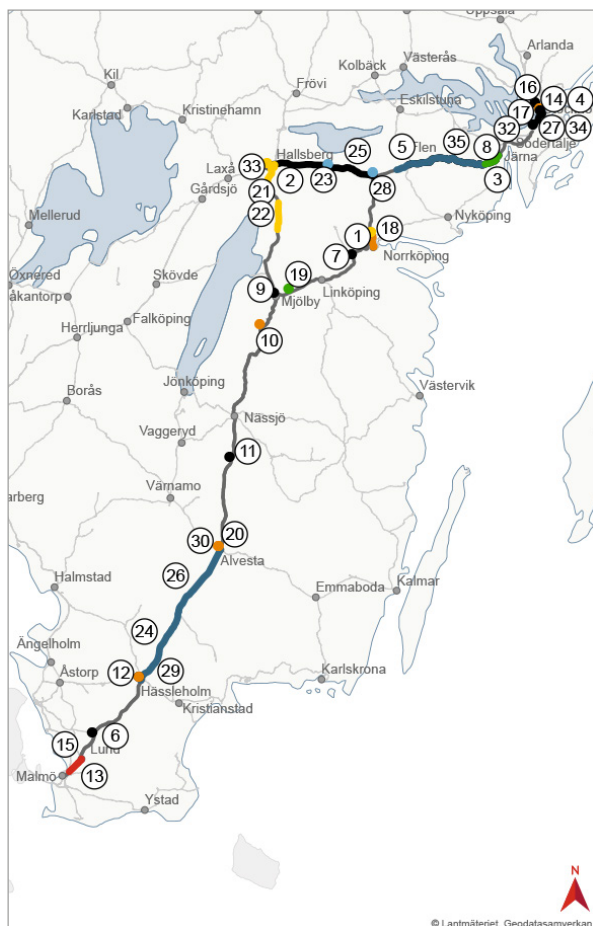 Uppsala
Arlanda
Kolbäck
Västerås
Kil
Frövi
16
14
4
Karlstad
Kristinehamn
Eskilstuna
17
32
27
34
35
8
Södertälje
5
Flen
25
33
Hallsberg
Järna
Laxå
2
23
3
21
28
Gårdsjö
22
Nyköping
Mellerud
1
18
7
Norrköping
Öxnered
Skövde
19
9
Linköping
Åkantorp
Mjölby
Falköping
10
Herrljunga
Jönköping
Västervik
Borås
Nässjö
Vaggeryd
11
Värnamo
arberg
20
30
Alvesta
26
Halmstad
Emmaboda
Kalmar
24
Ängelholm
29
Åstorp
12
Karlskrona
Hässleholm
Kristianstad
6
15
Lund
13
Malmö
Ystad
N
© Lantmäteriet, Geodatasamverkan